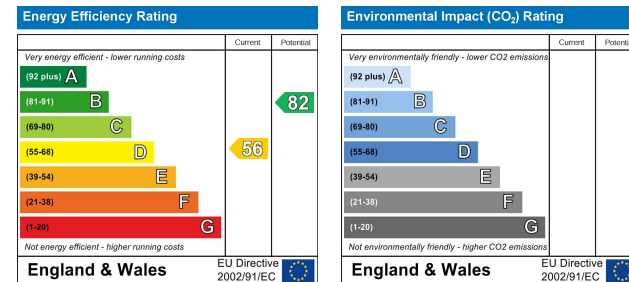 Energy Efficiency Rating
Current Potential
Very energy efficient - lower running costs
(92 plus) A
(81-91) B
82
(69-80) C
(55-68) D
56
(39-54) E
(21-38) F
(1-20) G
Not energy efficient - higher running costs
England & Wales
EU Directive
2002/91/EC
Environmental Impact (CO2) Rating
Current Potential
Very environmentally friendly - lower CO2 emissions
(92 plus) A
(81-91) B
(69-80) C
(55-68) D
(39-54) E
(21-38) F
(1-20) G
Not environmentally friendly - higher CO2 emissions
England & Wales
EU Directive
2002/91/EC